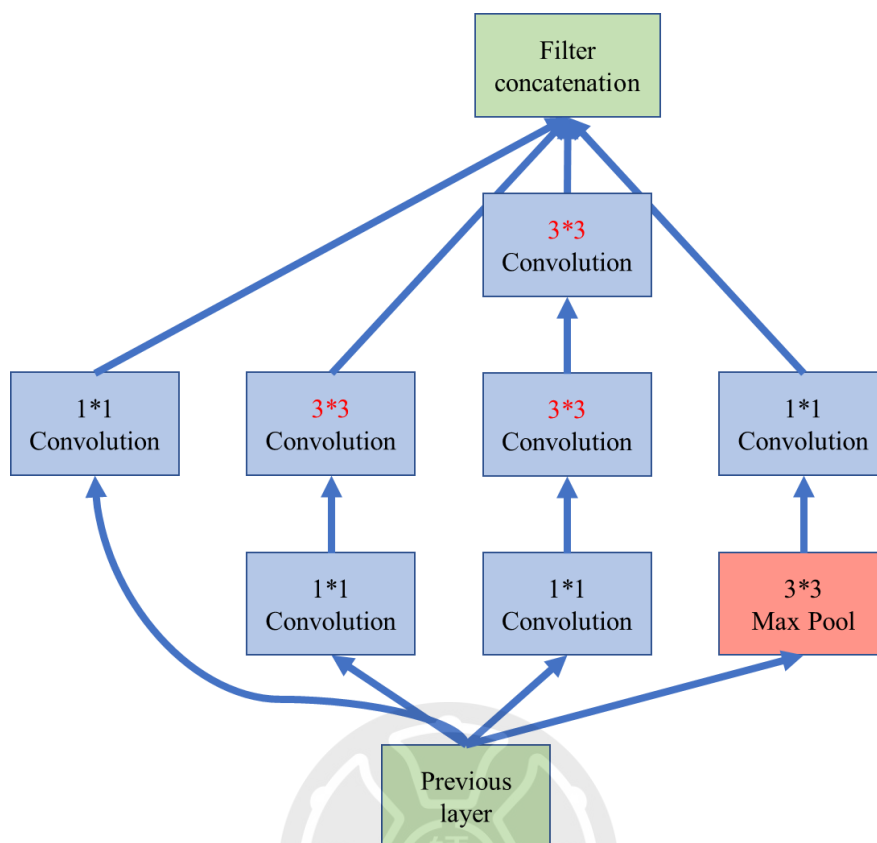 Filter
concatenation
3*3
Convolution
1*1
Convolution
3*3
Convolution
3*3
Convolution
1*1
Convolution
1*1
Convolution
1*1
Convolution
3*3
Max Pool
Previous
layer